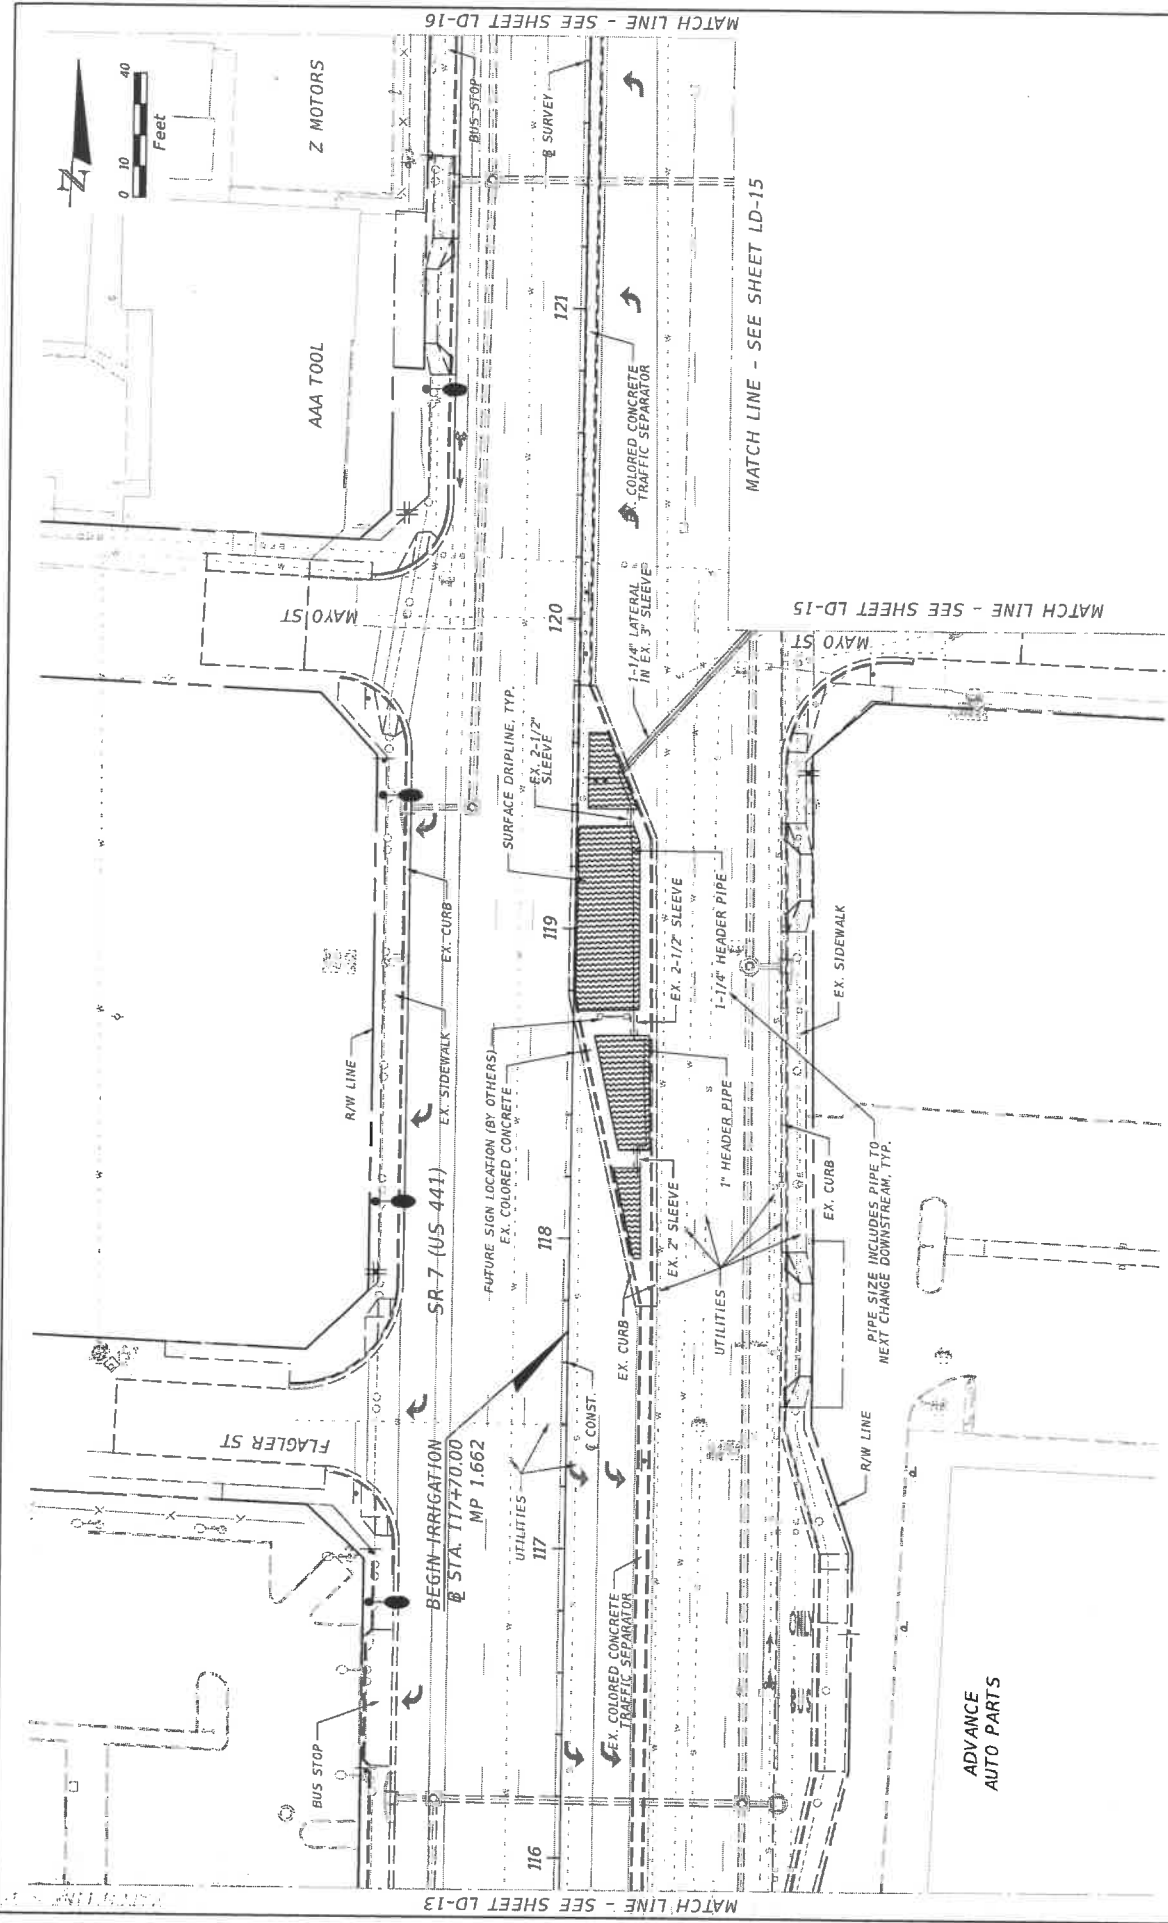 MATCH LINE - SEE SHEET LD-16
N
0 10 40
Feet
Z MOTORS
BUS STOP
℄ SURVEY
AAA TOOL
121
MATCH LINE - SEE SHEET LD-15
EX. COLORED CONCRETE
TRAFFIC SEPARATOR
MAYO ST
120
1-1/4" LATERAL
IN EX. 3" SLEEVE
MATCH LINE - SEE SHEET LD-15
MAYO ST
SURFACE DRIPLINE, TYP.
EX. 2-1/2"
SLEEVE
R/W LINE
EX. SIDEWALK
EX. CURB
119
EX. 2-1/2" SLEEVE
1-1/4" HEADER PIPE
EX. SIDEWALK
SR 7 (US 441)
FUTURE SIGN LOCATION (BY OTHERS)
EX. COLORED CONCRETE
118
1" HEADER PIPE
EX. 2" SLEEVE
EX. CURB
UTILITIES
EX. CURB
PIPE SIZE INCLUDES PIPE TO
NEXT CHANGE DOWNSTREAM, TYP.
FLAGLER ST
BEGIN IRRIGATION
℄ STA. 117+70.00
MP 1.662
℄ CONST.
UTILITIES
117
R/W LINE
EX. COLORED CONCRETE
TRAFFIC SEPARATOR
BUS STOP
116
ADVANCE
AUTO PARTS
MATCH LINE - SEE SHEET LD-13